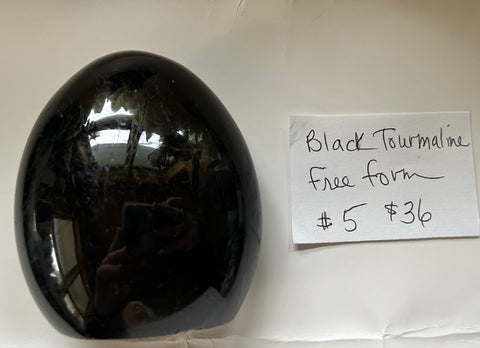 Black Tourmaline
Free form
#5 $36